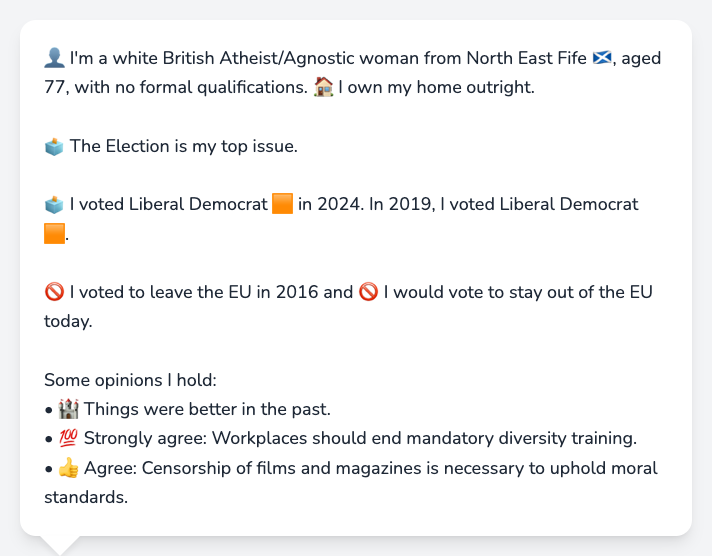 👤 I'm a white British Atheist/Agnostic woman from North East Fife 🏴󠁧󠁢󠁳󠁣󠁴󠁿, aged
77, with no formal qualifications. 🏠 I own my home outright.
🗳️ The Election is my top issue.
🗳️ I voted Liberal Democrat 🟧 in 2024. In 2019, I voted Liberal Democrat
🟧.
🚫 I voted to leave the EU in 2016 and 🚫 I would vote to stay out of the EU
today.
Some opinions I hold:
• 🏰 Things were better in the past.
• 💯 Strongly agree: Workplaces should end mandatory diversity training.
• 👍 Agree: Censorship of films and magazines is necessary to uphold moral
standards.